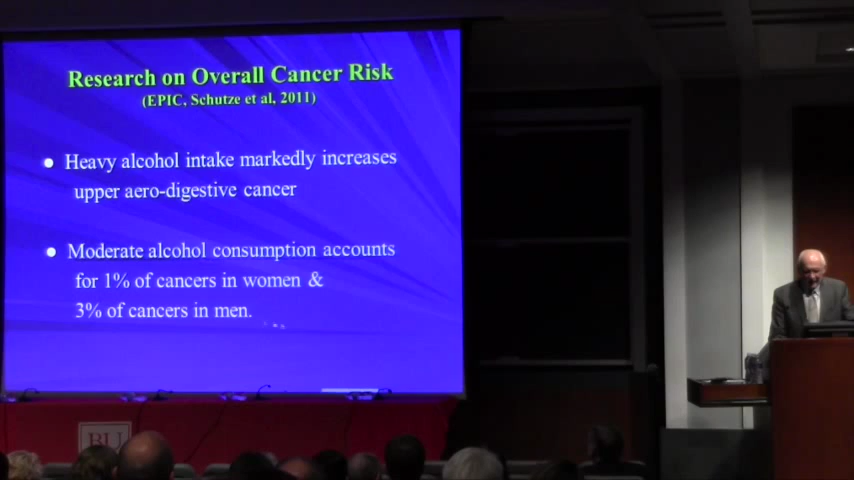 Research on Overall Cancer Risk
(EPIC, Schutze et al, 2011)
● Heavy alcohol intake markedly increases
upper aero-digestive cancer
● Moderate alcohol consumption accounts
for 1% of cancers in women &
3% of cancers in men.
BU